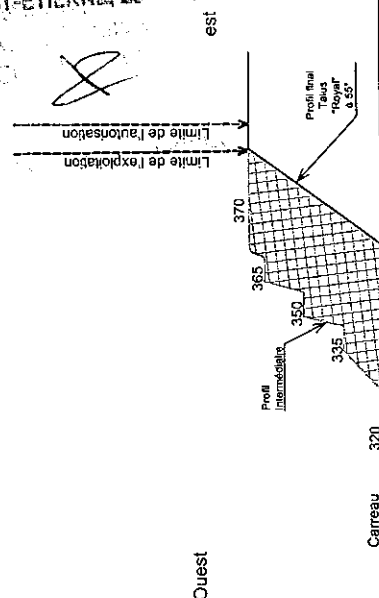 est
Limite de l'autorisation
Limite de l'exploitation
Profil final
Talus
"Royal"
à 55°
370
365
350
335
Profil
Intermédiaire
Ouest
Carreau 320